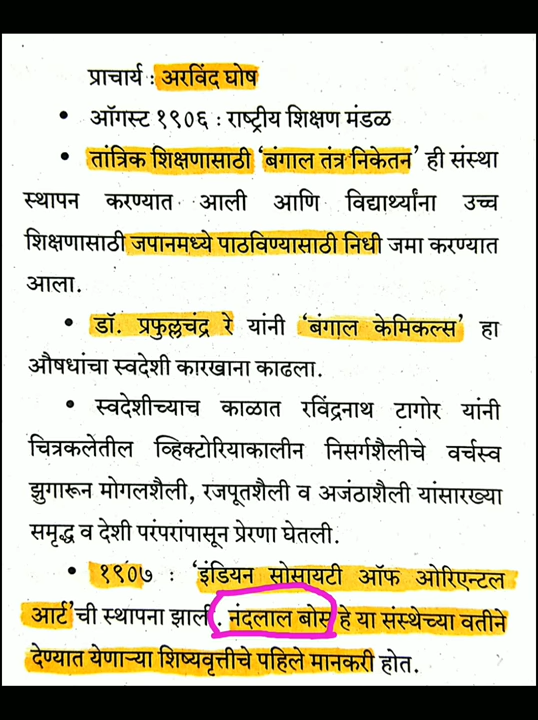 प्राचार्य : अरविंद घोष
• ऑगस्ट १९०६ : राष्ट्रीय शिक्षण मंडळ
• तांत्रिक शिक्षणासाठी ‘बंगाल तंत्र निकेतन’ ही संस्था
स्थापन करण्यात आली आणि विद्यार्थ्यांना उच्च
शिक्षणासाठी जपानमध्ये पाठविण्यासाठी निधी जमा करण्यात
आला.
• डॉ. प्रफुल्लचंद्र रे यांनी ‘बंगाल केमिकल्स’ हा
औषधांचा स्वदेशी कारखाना काढला.
• स्वदेशीच्याच काळात रविंद्रनाथ टागोर यांनी
चित्रकलेतील व्हिक्टोरियाकालीन निसर्गशैलीचे वर्चस्व
झुगारून मोगलशैली, रजपूतशैली व अजंठाशैली यांसारख्या
समृद्ध व देशी परंपरांपासून प्रेरणा घेतली.
• १९०७ : ‘इंडियन सोसायटी ऑफ ओरिएन्टल
आर्ट’ची स्थापना झाली. नंदलाल बोस हे या संस्थेच्या वतीने
देण्यात येणाऱ्या शिष्यवृत्तीचे पहिले मानकरी होत.